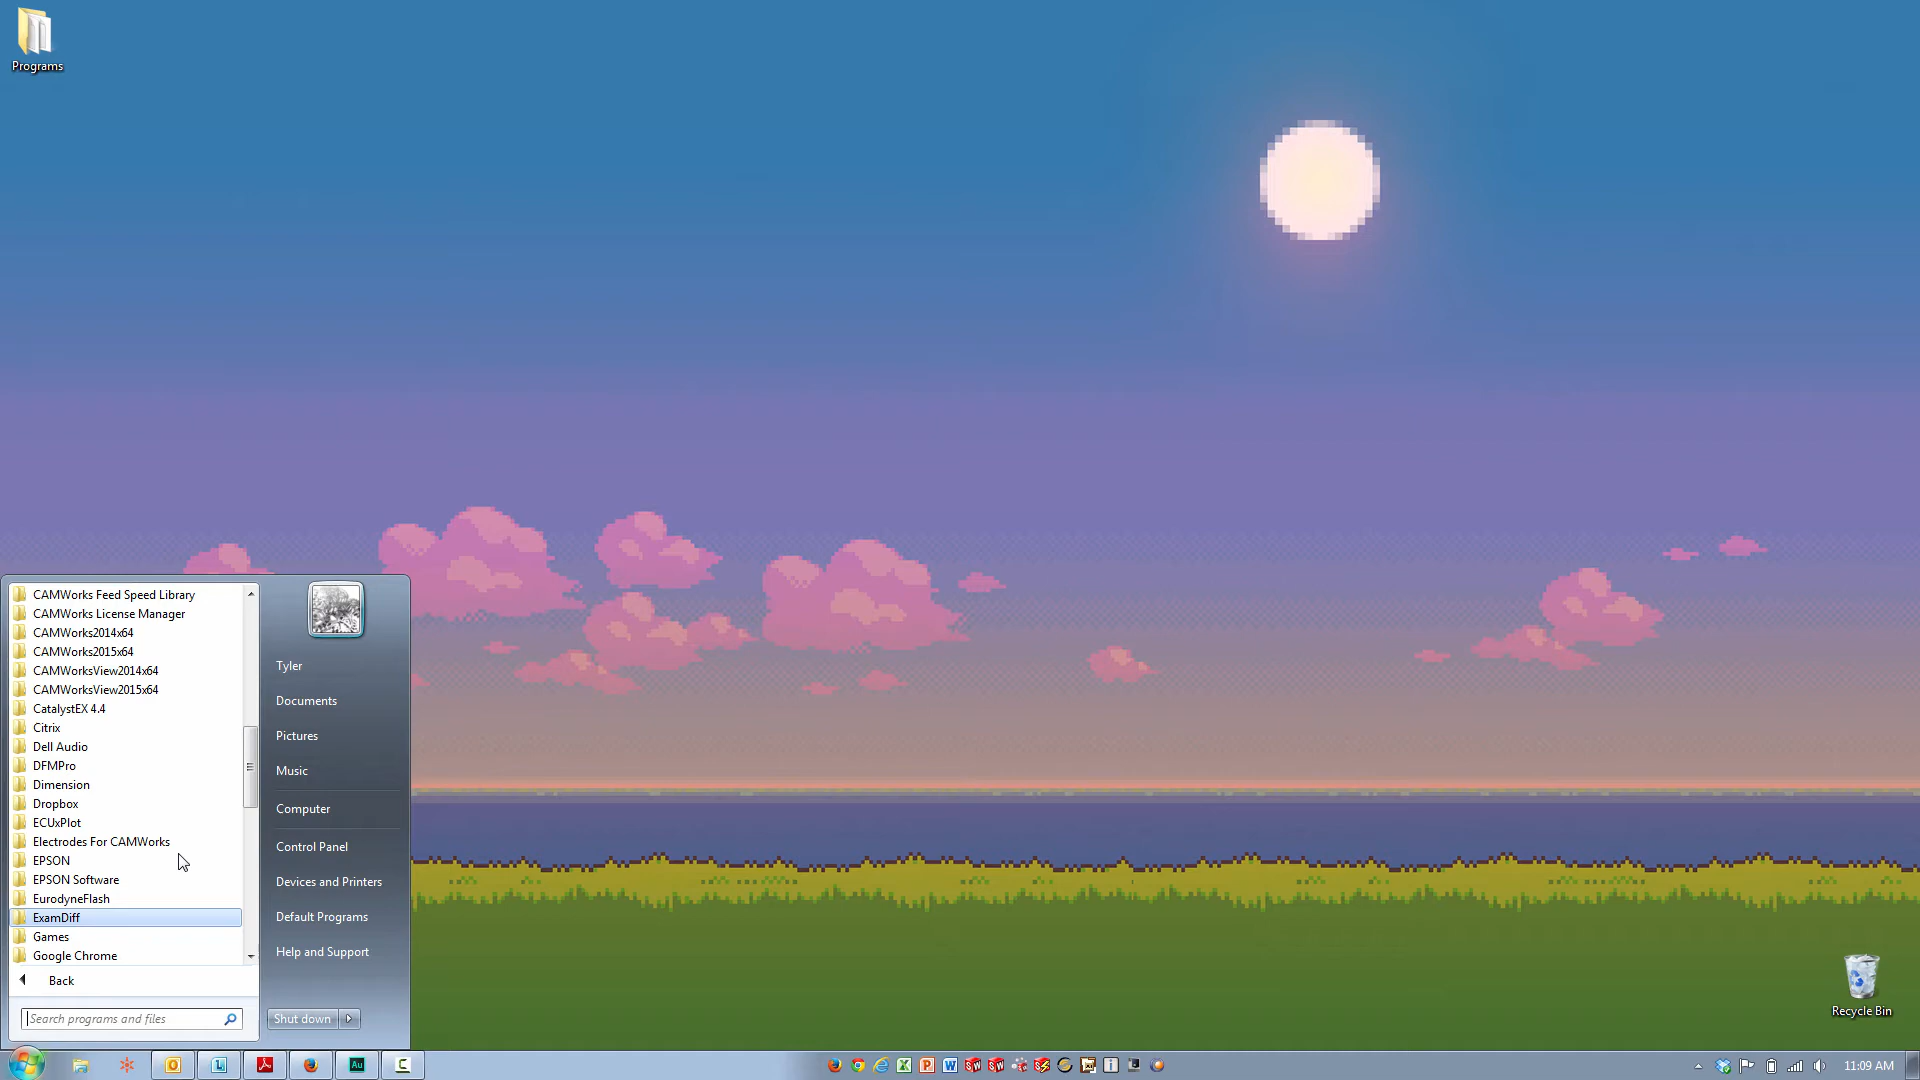 Programs
CAMWorks Feed Speed Library
CAMWorks License Manager
CAMWorks2014x64
CAMWorks2015x64
CAMWorksView2014x64
CAMWorksView2015x64
CatalystEX 4.4
Citrix
Dell Audio
DFMPro
Dimension
Dropbox
ECUxPlot
Electrodes For CAMWorks
EPSON
EPSON Software
EurodyneFlash
ExamDiff
Games
Google Chrome
Back
Search programs and files
Tyler
Documents
Pictures
Music
Computer
Control Panel
Devices and Printers
Default Programs
Help and Support
Shut down
Recycle Bin
Au
11:09 AM